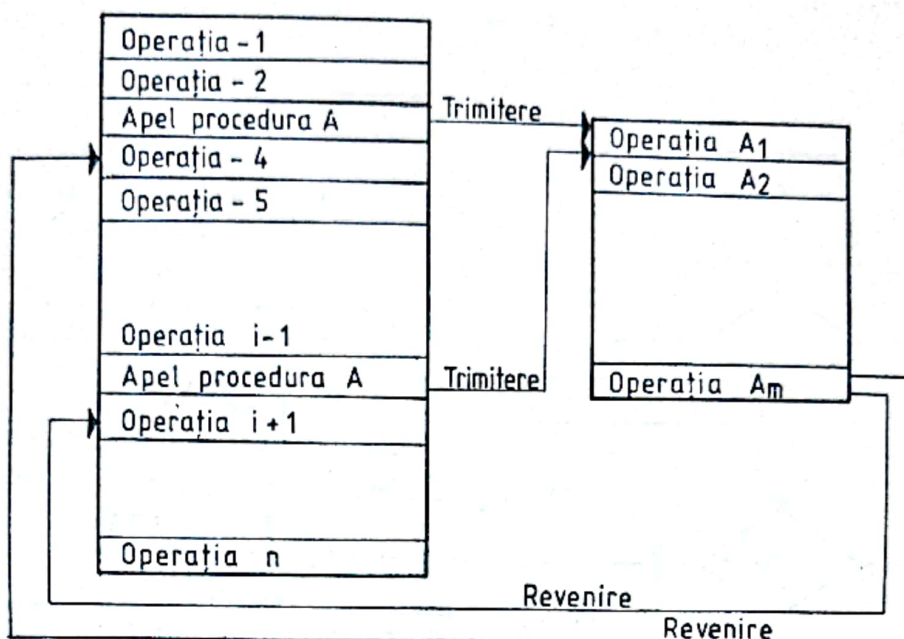 Operația - 1
Operația - 2
Apel procedura A
Operația - 4
Operația - 5
Operația i-1
Apel procedura A
Operația i+1
Operația n
Trimitere
Trimitere
Operația A1
Operația A2
Operația Am
Revenire
Revenire